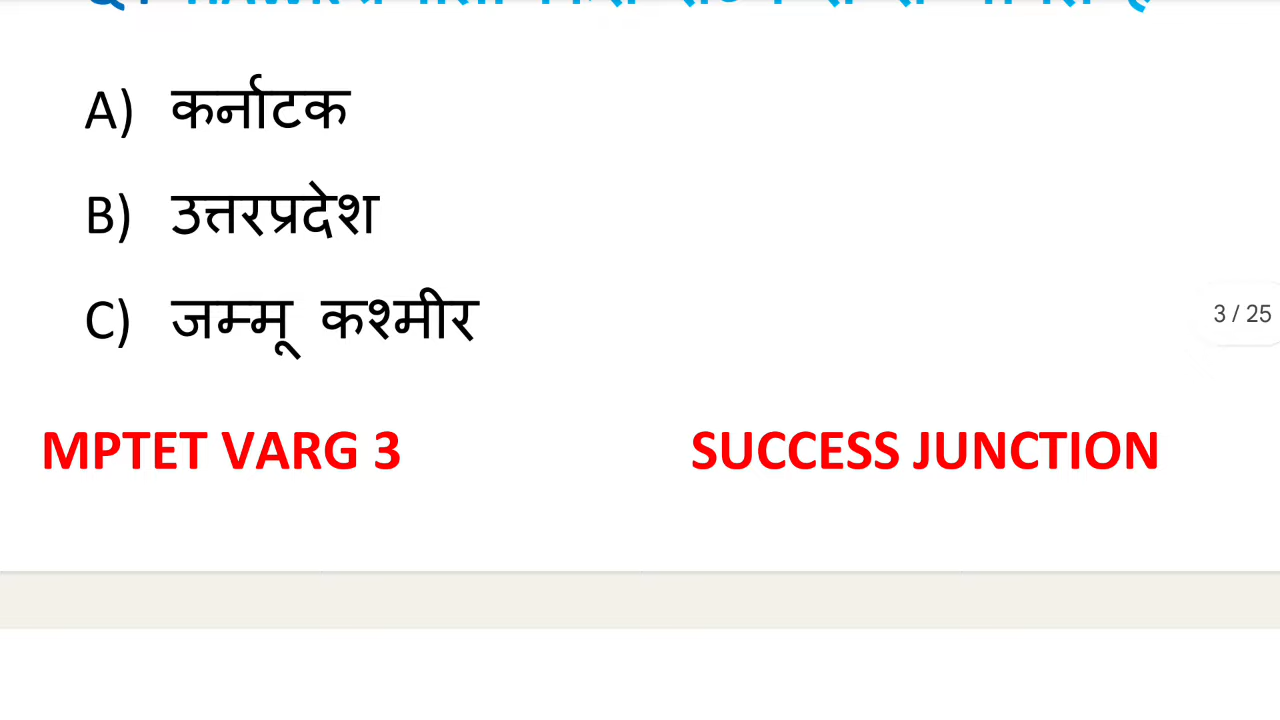 A) कर्नाटक
B) उत्तरप्रदेश
C) जम्मू कश्मीर
3 / 25
MPTET VARG 3 SUCCESS JUNCTION